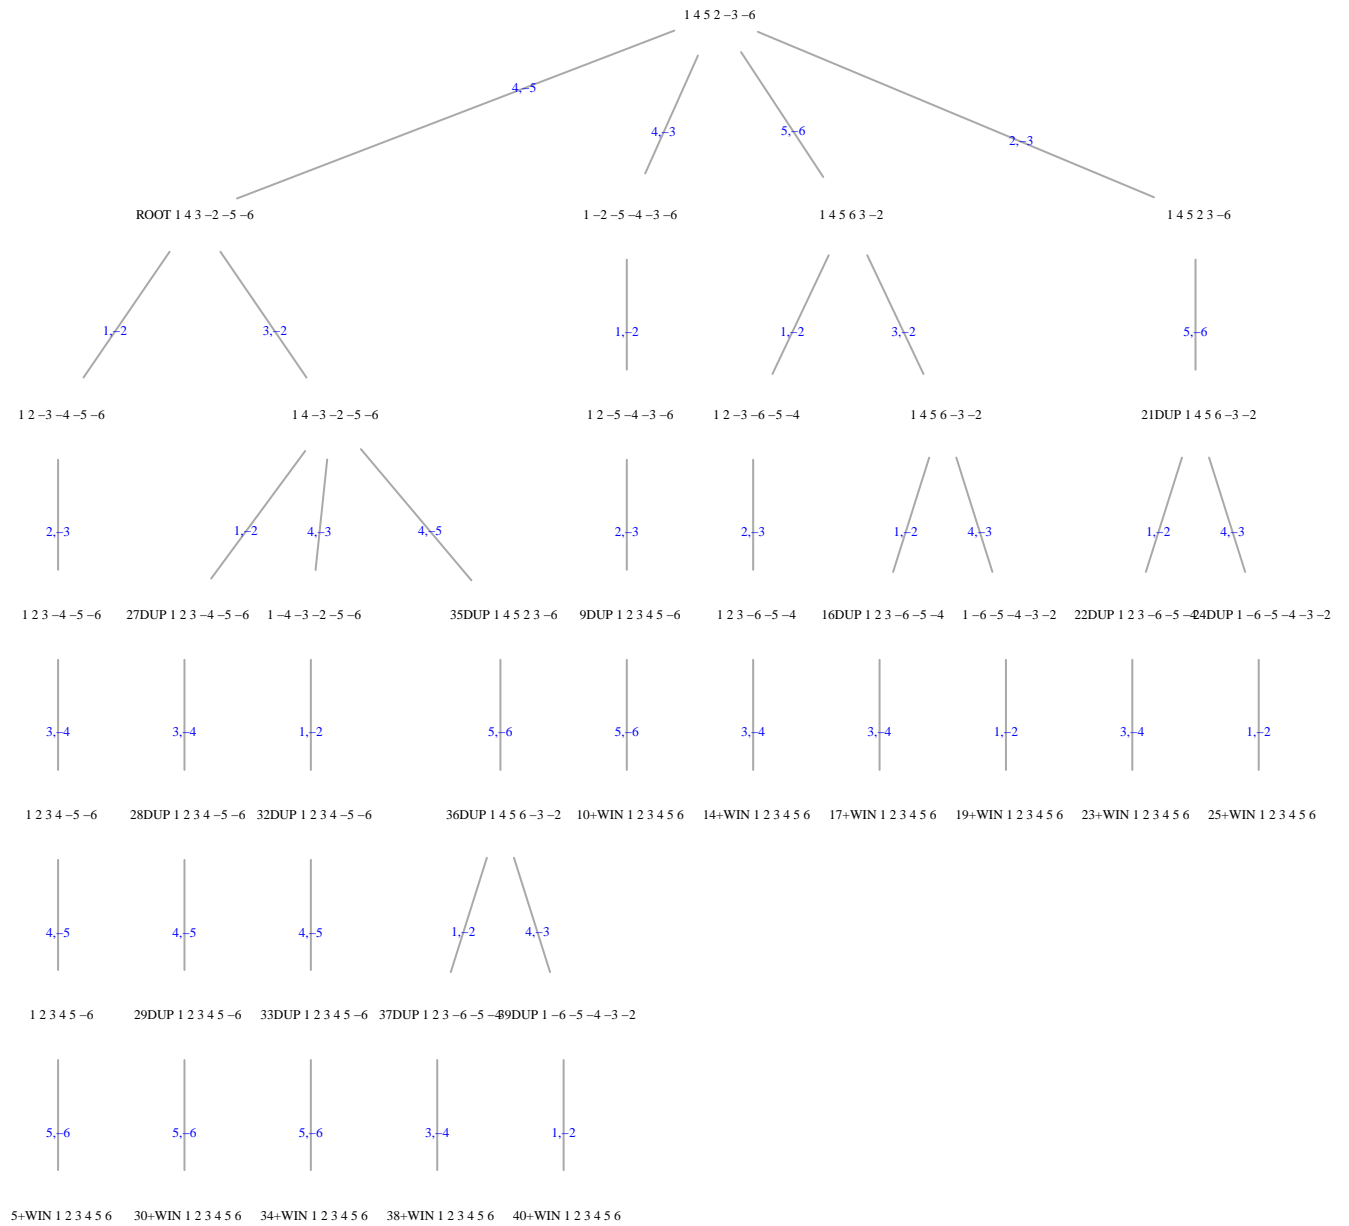 1 4 5 2 −3 −6
4,−5
4,−3
5,−6
2,−3
ROOT 1 4 3 −2 −5 −6
1 −2 −5 −4 −3 −6
1 4 5 6 3 −2
1 4 5 2 3 −6
1,−2
3,−2
1,−2
1,−2
3,−2
5,−6
1 2 −3 −4 −5 −6
1 4 −3 −2 −5 −6
1 2 −5 −4 −3 −6
1 2 −3 −6 −5 −4
1 4 5 6 −3 −2
21DUP 1 4 5 6 −3 −2
2,−3
1,−2
4,−3
4,−5
2,−3
2,−3
1,−2
4,−3
1,−2
4,−3
1 2 3 −4 −5 −6
27DUP 1 2 3 −4 −5 −6
1 −4 −3 −2 −5 −6
35DUP 1 4 5 2 3 −6
9DUP 1 2 3 4 5 −6
1 2 3 −6 −5 −4
16DUP 1 2 3 −6 −5 −4
1 −6 −5 −4 −3 −2
22DUP 1 2 3 −6 −5 −4
24DUP 1 −6 −5 −4 −3 −2
3,−4
3,−4
1,−2
5,−6
5,−6
3,−4
3,−4
1,−2
3,−4
1,−2
1 2 3 4 −5 −6
28DUP 1 2 3 4 −5 −6
32DUP 1 2 3 4 −5 −6
36DUP 1 4 5 6 −3 −2
10+WIN 1 2 3 4 5 6
14+WIN 1 2 3 4 5 6
17+WIN 1 2 3 4 5 6
19+WIN 1 2 3 4 5 6
23+WIN 1 2 3 4 5 6
25+WIN 1 2 3 4 5 6
4,−5
4,−5
4,−5
1,−2
4,−3
1 2 3 4 5 −6
29DUP 1 2 3 4 5 −6
33DUP 1 2 3 4 5 −6
37DUP 1 2 3 −6 −5 −4
39DUP 1 −6 −5 −4 −3 −2
5,−6
5,−6
5,−6
3,−4
1,−2
5+WIN 1 2 3 4 5 6
30+WIN 1 2 3 4 5 6
34+WIN 1 2 3 4 5 6
38+WIN 1 2 3 4 5 6
40+WIN 1 2 3 4 5 6